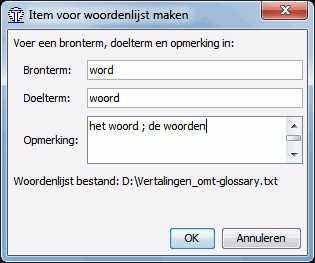 Item voor woordenlijst maken
Voer een bronterm, doelterm en opmerking in:
Bronterm: word
Doelterm: woord
Opmerking: het woord ; de woorden
Woordenlijst bestand: D:\Vertalingen_omt-glossary.txt
OK Annuleren